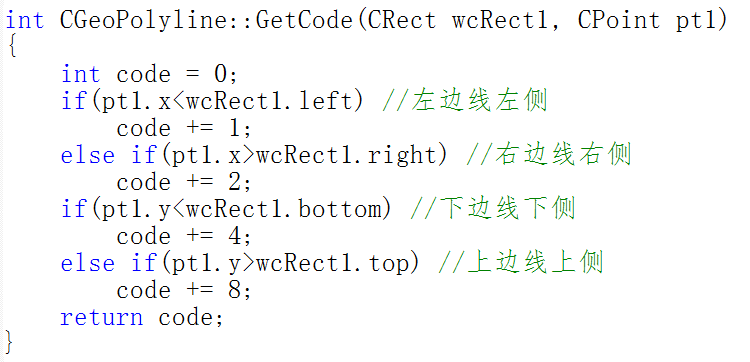 int CGeoPolyline::GetCode(CRect wcRect1, CPoint pt1)
{
    int code = 0;
    if(pt1.x<wcRect1.left) //左边线左侧
        code += 1;
    else if(pt1.x>wcRect1.right) //右边线右侧
        code += 2;
    if(pt1.y<wcRect1.bottom) //下边线下侧
        code += 4;
    else if(pt1.y>wcRect1.top) //上边线上侧
        code += 8;
    return code;
}